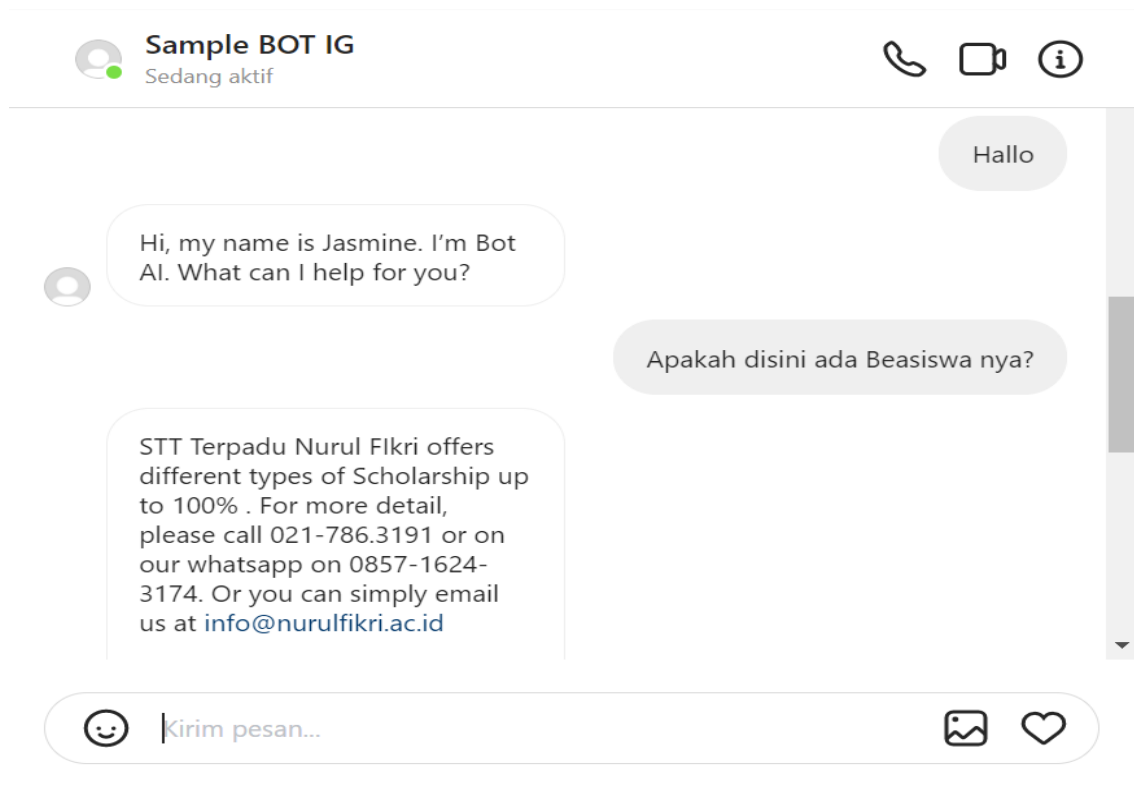 Sample BOT IG
Sedang aktif
Hallo
Hi, my name is Jasmine. I'm Bot
AI. What can I help for you?
Apakah disini ada Beasiswa nya?
STT Terpadu Nurul FIkri offers
different types of Scholarship up
to 100% . For more detail,
please call 021-786.3191 or on
our whatsapp on 0857-1624-
3174. Or you can simply email
us at info@nurulfikri.ac.id
Kirim pesan...